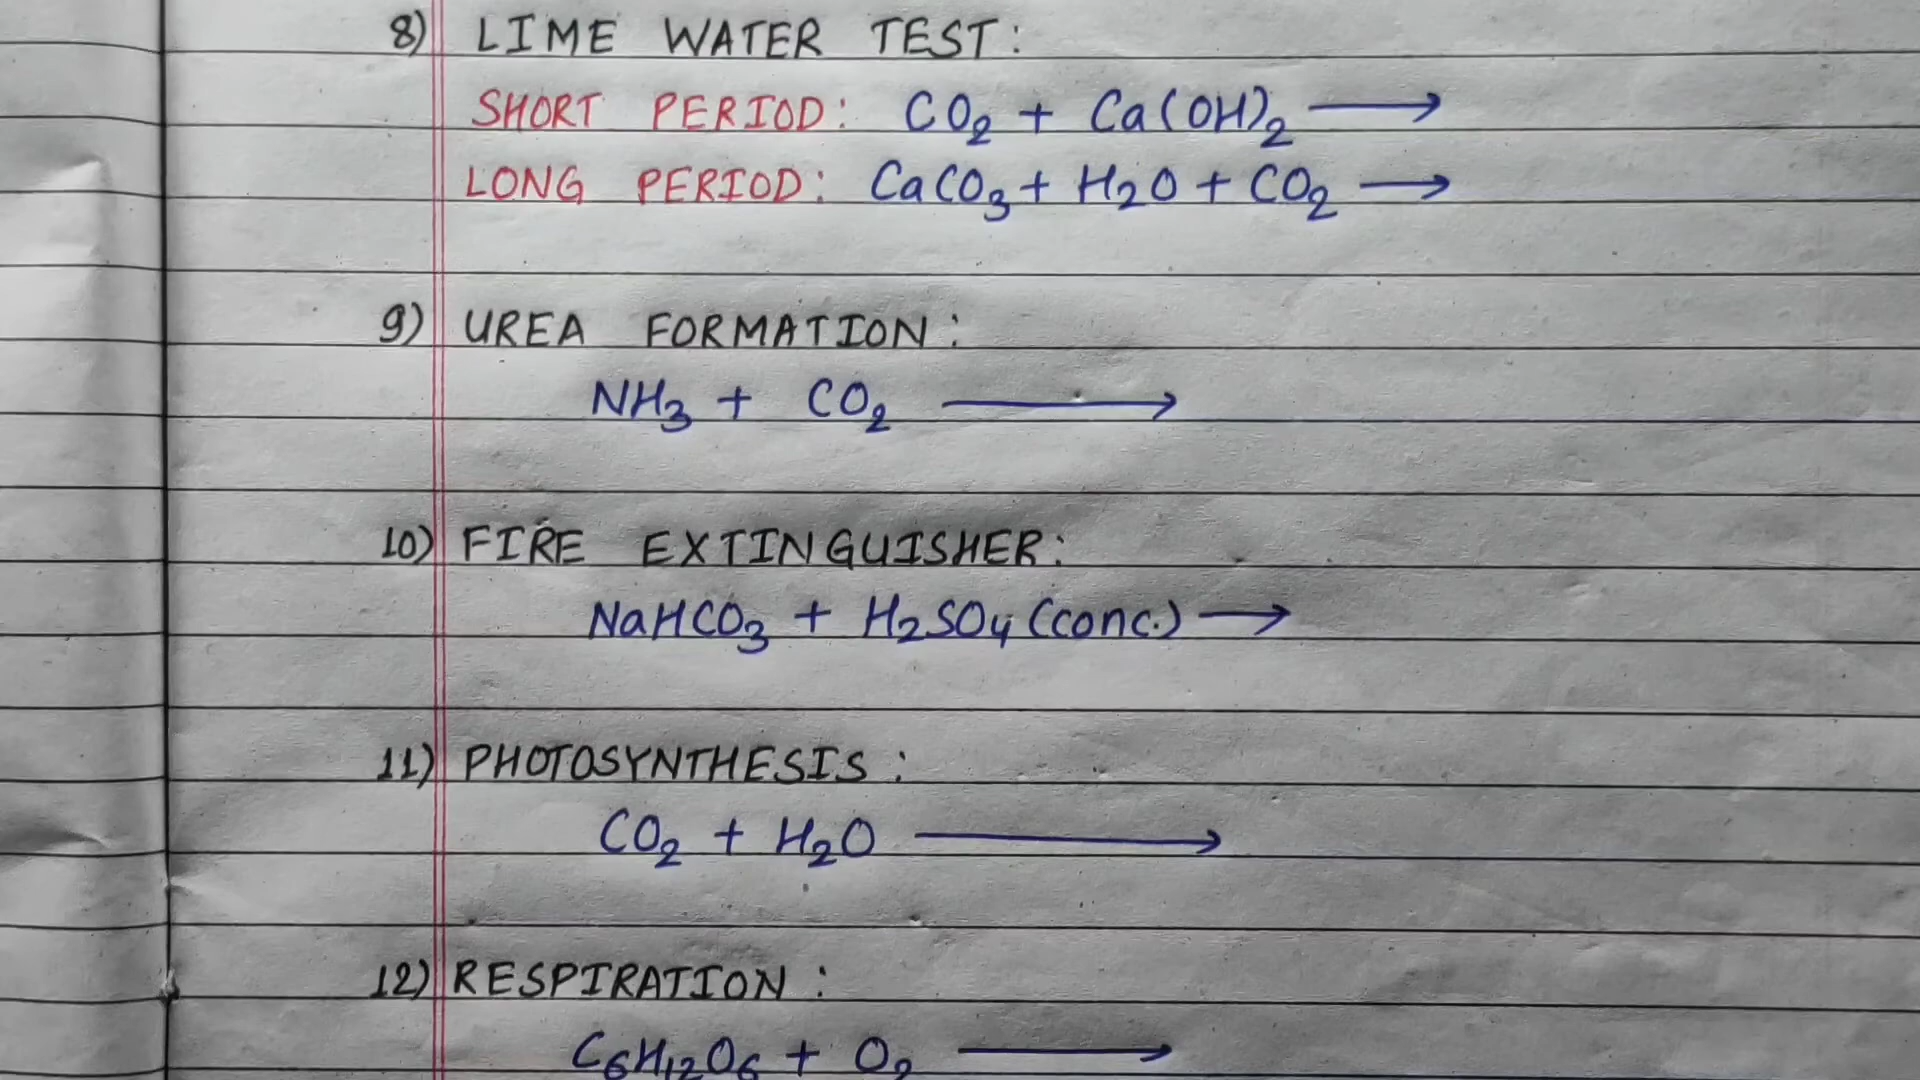 8) LIME WATER TEST:
SHORT PERIOD: CO₂ + Ca(OH)₂ →
LONG PERIOD: CaCO₃ + H₂O + CO₂ →
9) UREA FORMATION:
NH₃ + CO₂ →
10) FIRE EXTINGUISHER:
NaHCO₃ + H₂SO₄ (conc.) →
11) PHOTOSYNTHESIS:
CO₂ + H₂O →
12) RESPIRATION:
C₆H₁₂O₆ + O₂ →